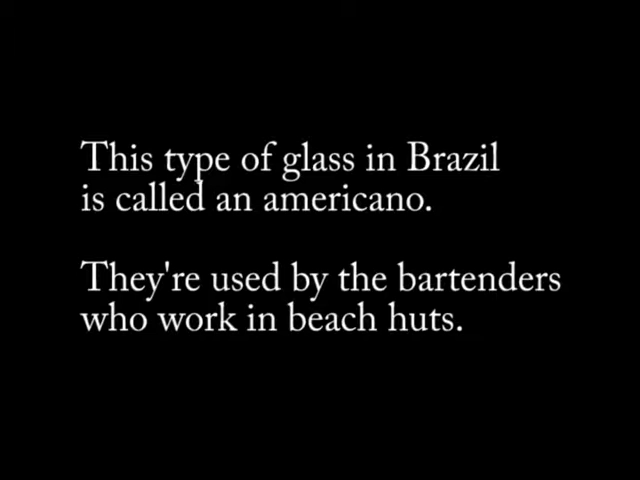 This type of glass in Brazil
is called an americano.
They're used by the bartenders
who work in beach huts.